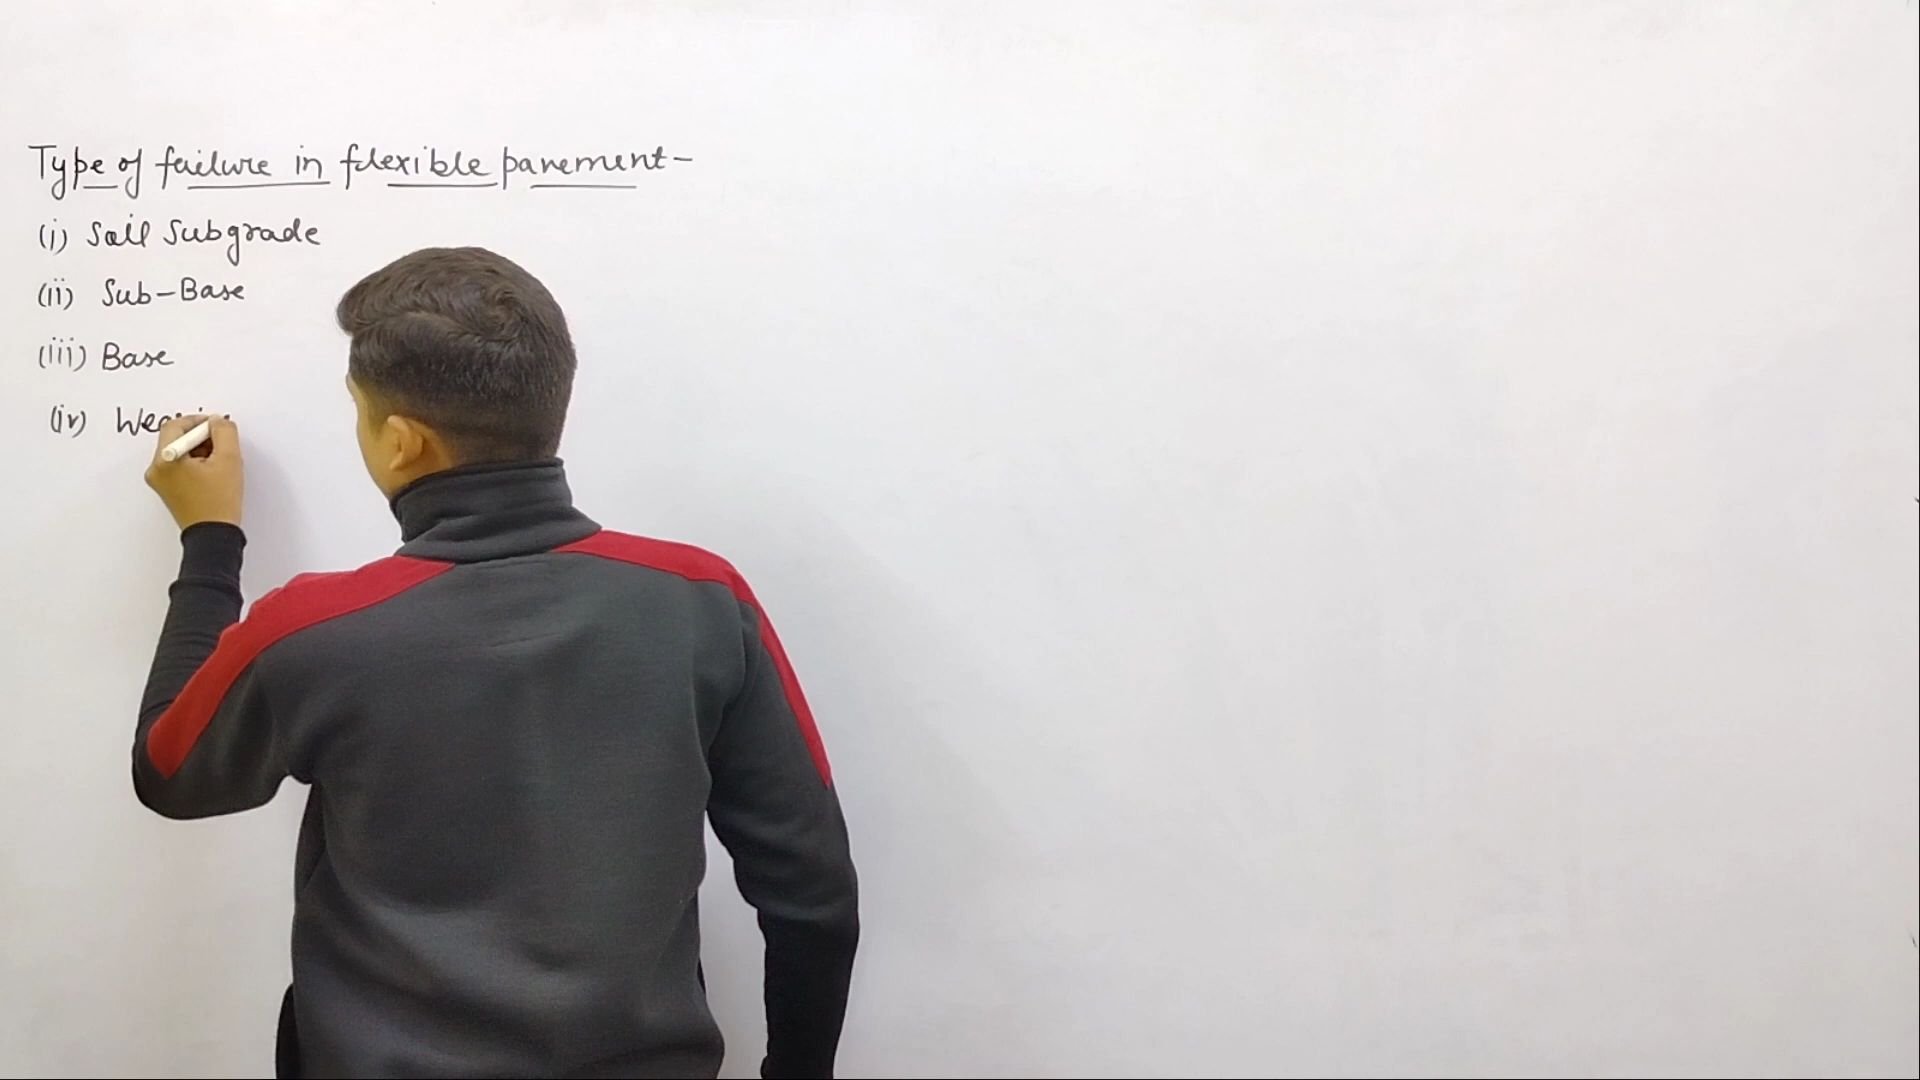 Type of failure in flexible pavement-
(i) Soil Subgrade
(ii) Sub-Base
(iii) Base
(iv)